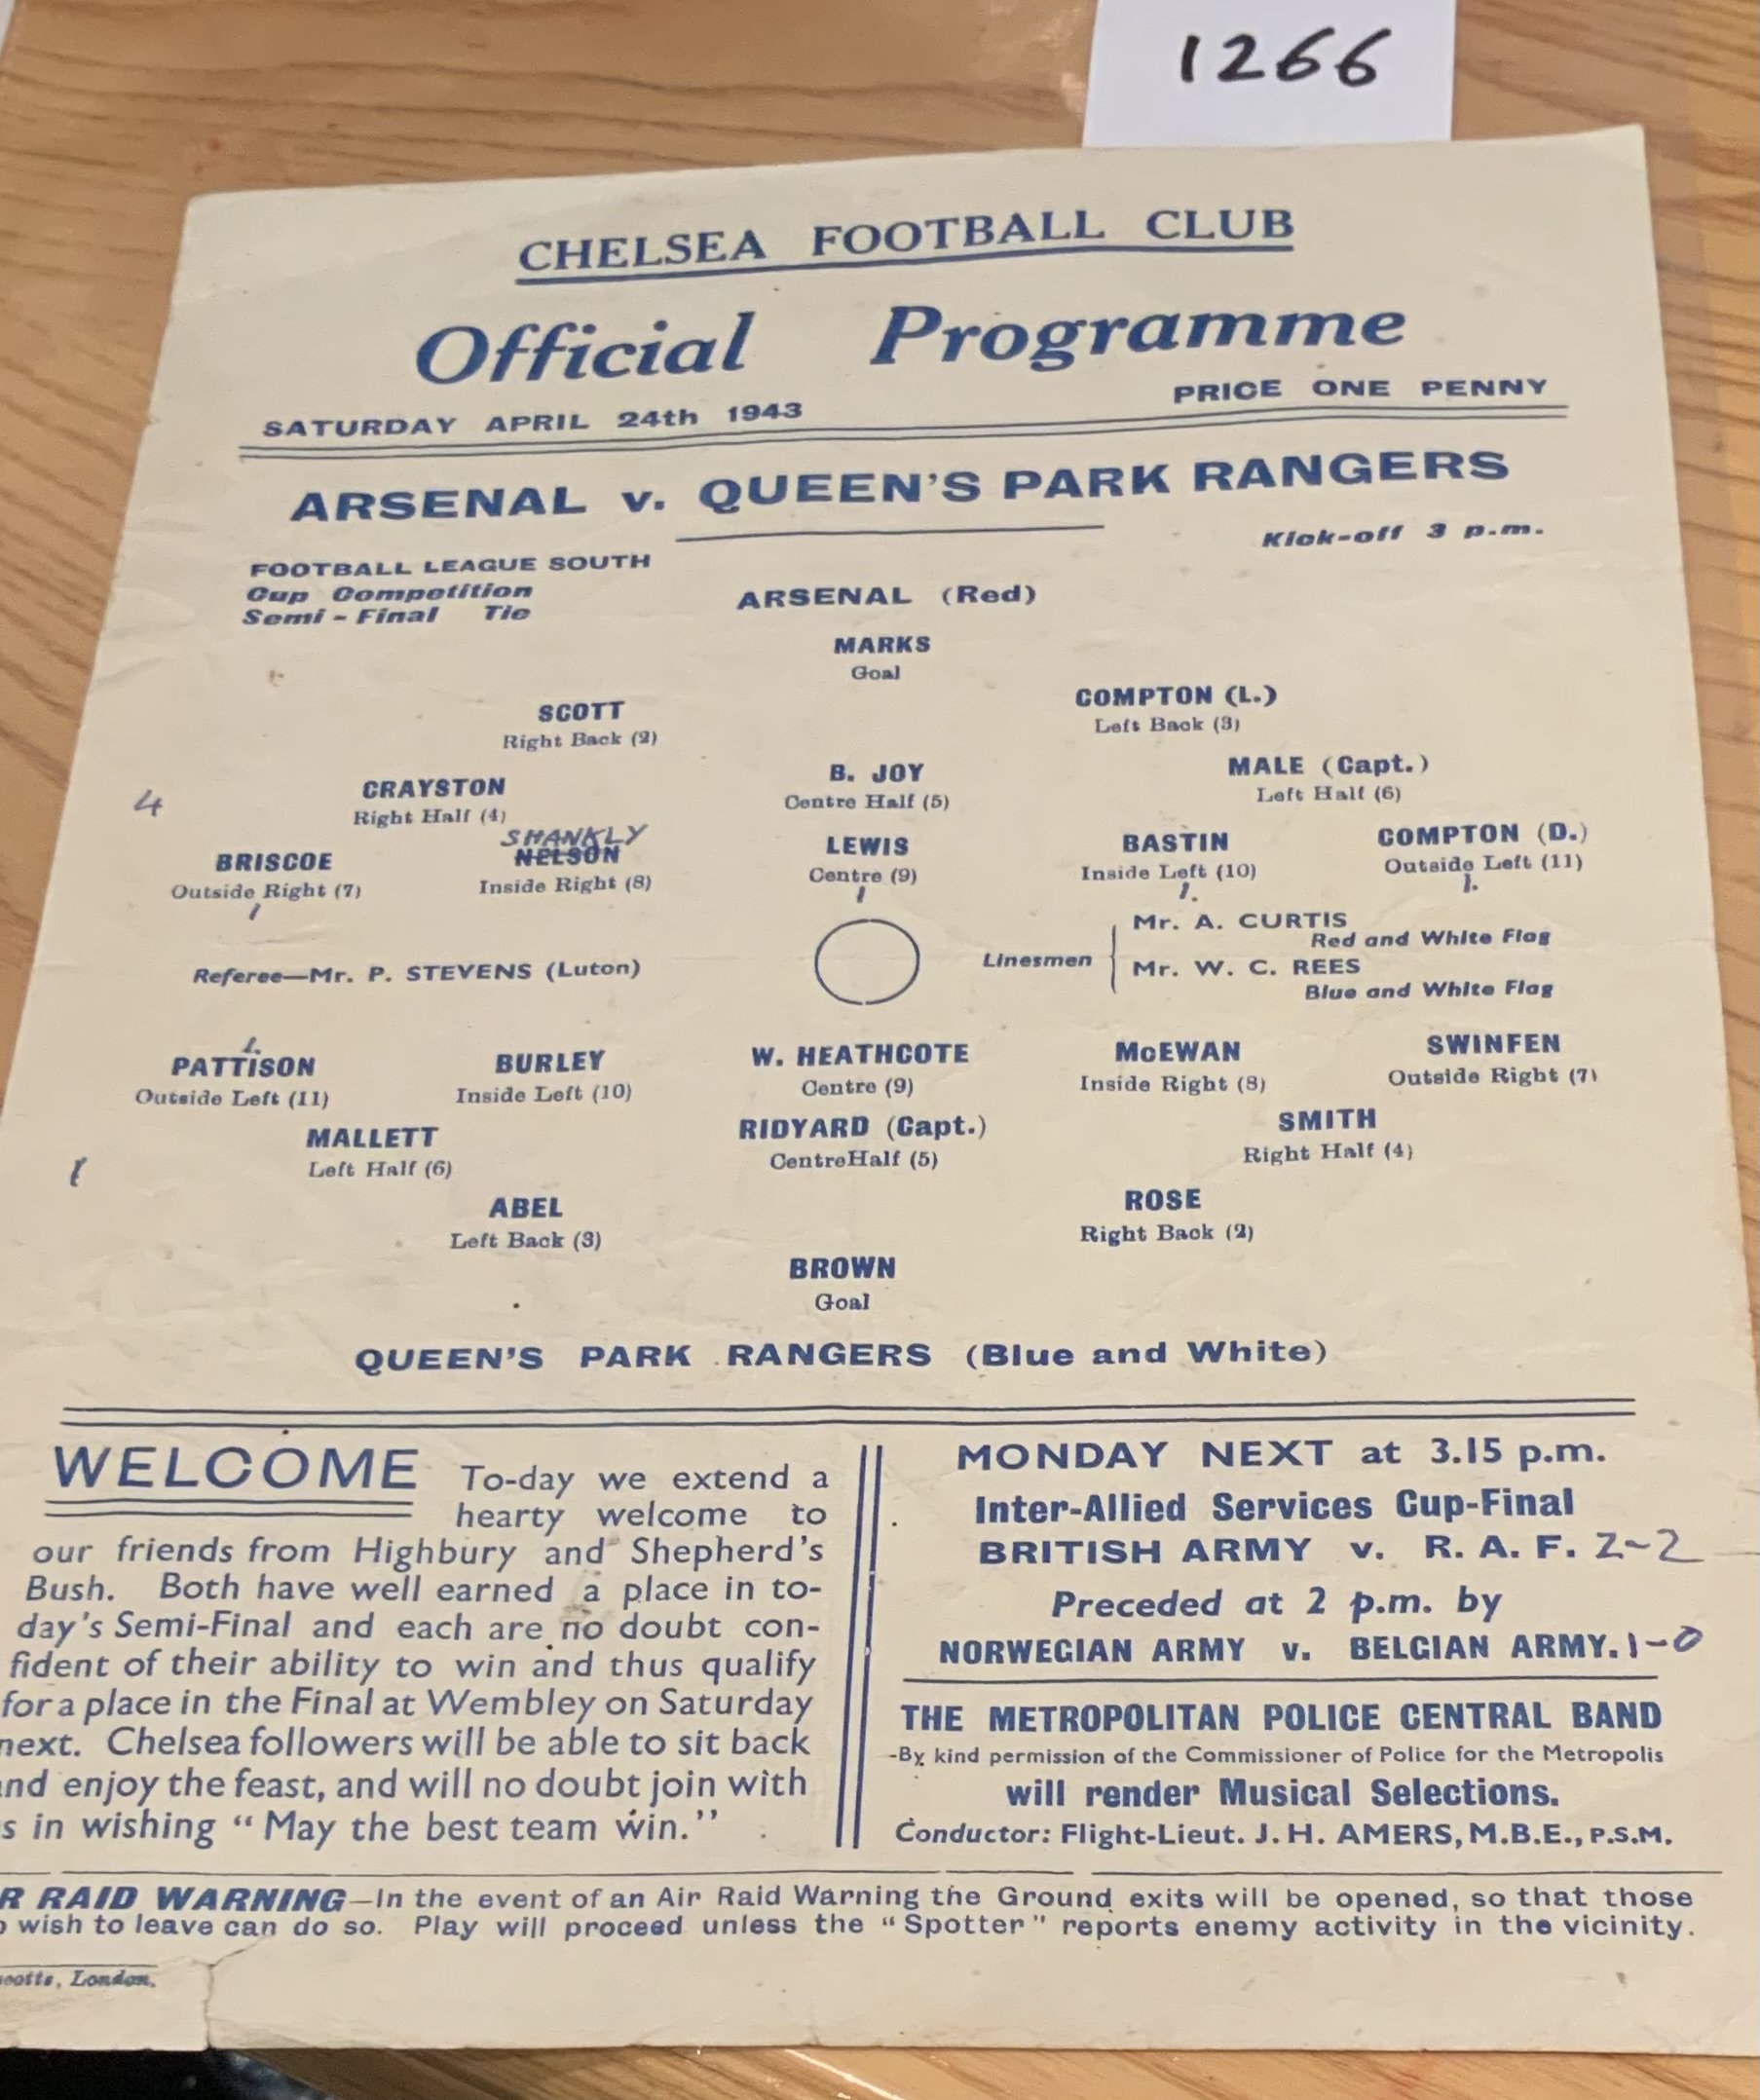 1266
CHELSEA FOOTBALL CLUB
Official Programme
SATURDAY APRIL 24th 1943 PRICE ONE PENNY
ARSENAL v. QUEEN'S PARK RANGERS
Kick-off 3 p.m.
FOOTBALL LEAGUE SOUTH
Cup Competition
Semi-Final Tie
ARSENAL (Red)
MARKS
Goal
SCOTT COMPTON (L.)
Right Back (2) Left Back (3)
4 CRAYSTON B. JOY MALE (Capt.)
Right Half (4) Centre Half (5) Left Half (6)
SHANKLY
BRISCOE NELSON LEWIS BASTIN COMPTON (D.)
Outside Right (7) Inside Right (8) Centre (9) Inside Left (10) Outside Left (11)
1 1 1. 1.
Referee—Mr. P. STEVENS (Luton) Linesmen
Mr. A. CURTIS
Red and White Flag
Mr. W. C. REES
Blue and White Flag
1.
PATTISON BURLEY W. HEATHCOTE McEWAN SWINFEN
Outside Left (11) Inside Left (10) Centre (9) Inside Right (8) Outside Right (7)
MALLETT RIDYARD (Capt.) SMITH
1 Left Half (6) CentreHalf (5) Right Half (4)
ABEL ROSE
Left Back (3) Right Back (2)
BROWN
Goal
QUEEN'S PARK RANGERS (Blue and White)
WELCOME To-day we extend a
hearty welcome to
our friends from Highbury and Shepherd's
Bush. Both have well earned a place in to-
day's Semi-Final and each are no doubt con-
fident of their ability to win and thus qualify
for a place in the Final at Wembley on Saturday
next. Chelsea followers will be able to sit back
nd enjoy the feast, and will no doubt join with
s in wishing "May the best team win."
MONDAY NEXT at 3.15 p.m.
Inter-Allied Services Cup-Final
BRITISH ARMY v. R. A. F. 2-2
Preceded at 2 p.m. by
NORWEGIAN ARMY v. BELGIAN ARMY. 1-0
THE METROPOLITAN POLICE CENTRAL BAND
-By kind permission of the Commissioner of Police for the Metropolis
will render Musical Selections.
Conductor: Flight-Lieut. J. H. AMERS, M.B.E., P.S.M.
R RAID WARNING—In the event of an Air Raid Warning the Ground exits will be opened, so that those
wish to leave can do so. Play will proceed unless the "Spotter" reports enemy activity in the vicinity.
London.